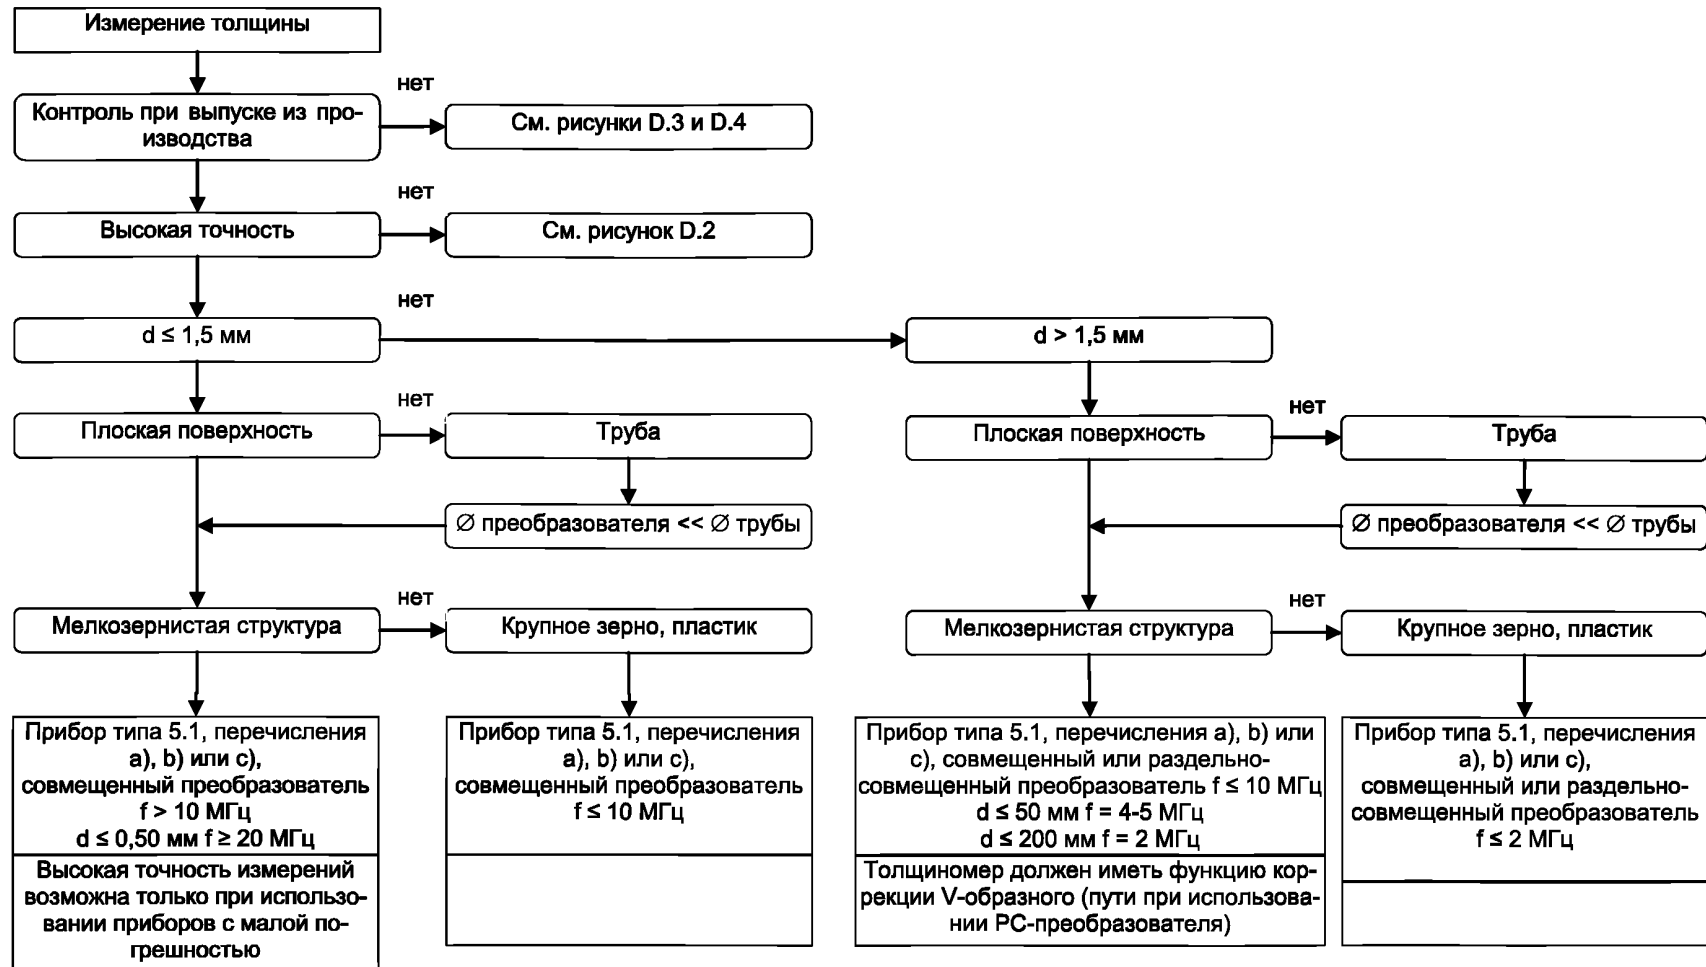 Измерение толщины
нет
Контроль при выпуске из про-
изводства
См. рисунки D.3 и D.4
нет
Высокая точность
См. рисунок D.2
нет
d ≤ 1,5 мм
d > 1,5 мм
нет
Плоская поверхность
Труба
нет
Плоская поверхность
Труба
∅ преобразователя << ∅ трубы
∅ преобразователя << ∅ трубы
нет
Мелкозернистая структура
Крупное зерно, пластик
нет
Мелкозернистая структура
Крупное зерно, пластик
Прибор типа 5.1, перечисления
a), b) или c),
совмещенный преобразователь
f > 10 МГц
d ≤ 0,50 мм f ≥ 20 МГц
Высокая точность измерений
возможна только при использо-
вании приборов с малой по-
грешностью
Прибор типа 5.1, перечисления
a), b) или c),
совмещенный преобразователь
f ≤ 10 МГц
Прибор типа 5.1, перечисления a), b) или
c), совмещенный или раздельно-
совмещенный преобразователь f ≤ 10 МГц
d ≤ 50 мм f = 4-5 МГц
d ≤ 200 мм f = 2 МГц
Толщиномер должен иметь функцию кор-
рекции V-образного (пути при использова-
нии РС-преобразователя)
Прибор типа 5.1, перечисления
a), b) или c),
совмещенный или раздельно-
совмещенный преобразователь
f ≤ 2 МГц